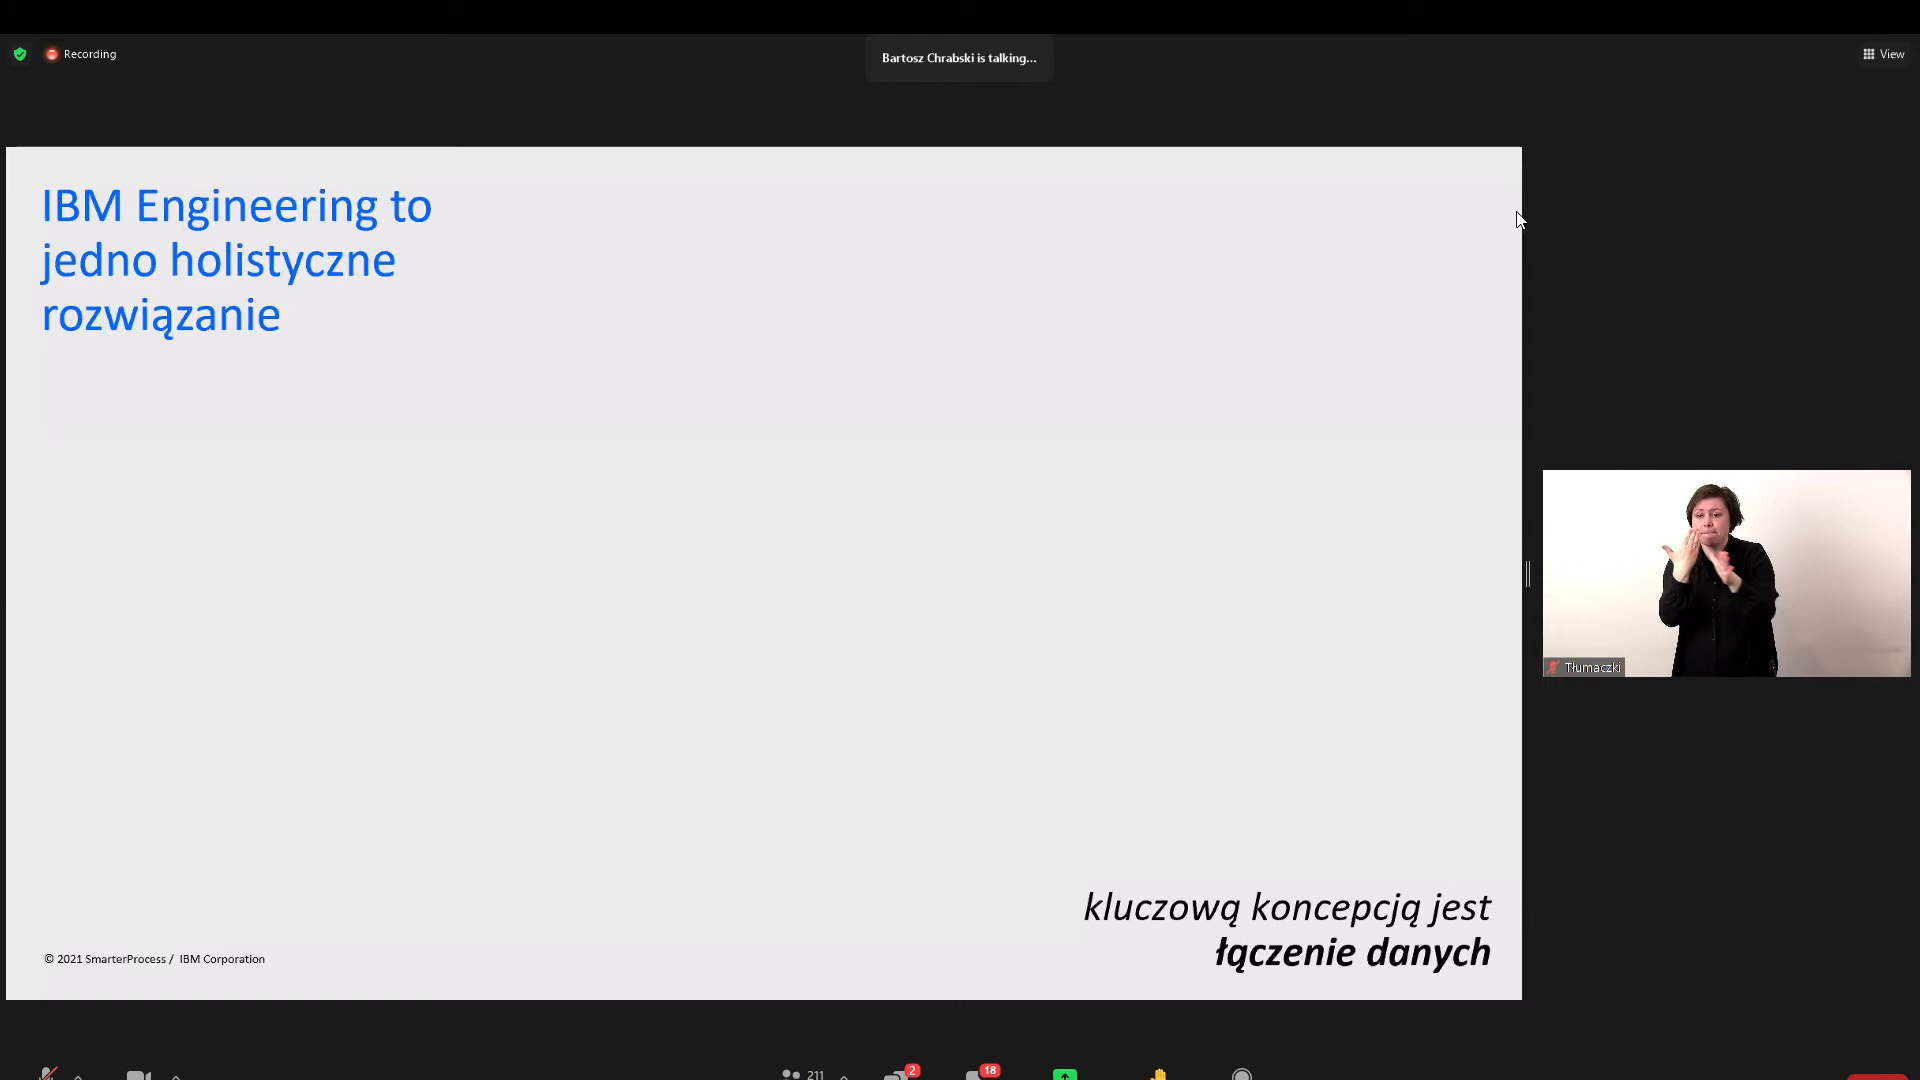 Recording
Bartosz Chrabski is talking...
View
IBM Engineering to
jedno holistyczne
rozwiązanie
Tłumaczki
kluczową koncepcją jest
łączenie danych
© 2021 SmarterProcess / IBM Corporation
211
2
18